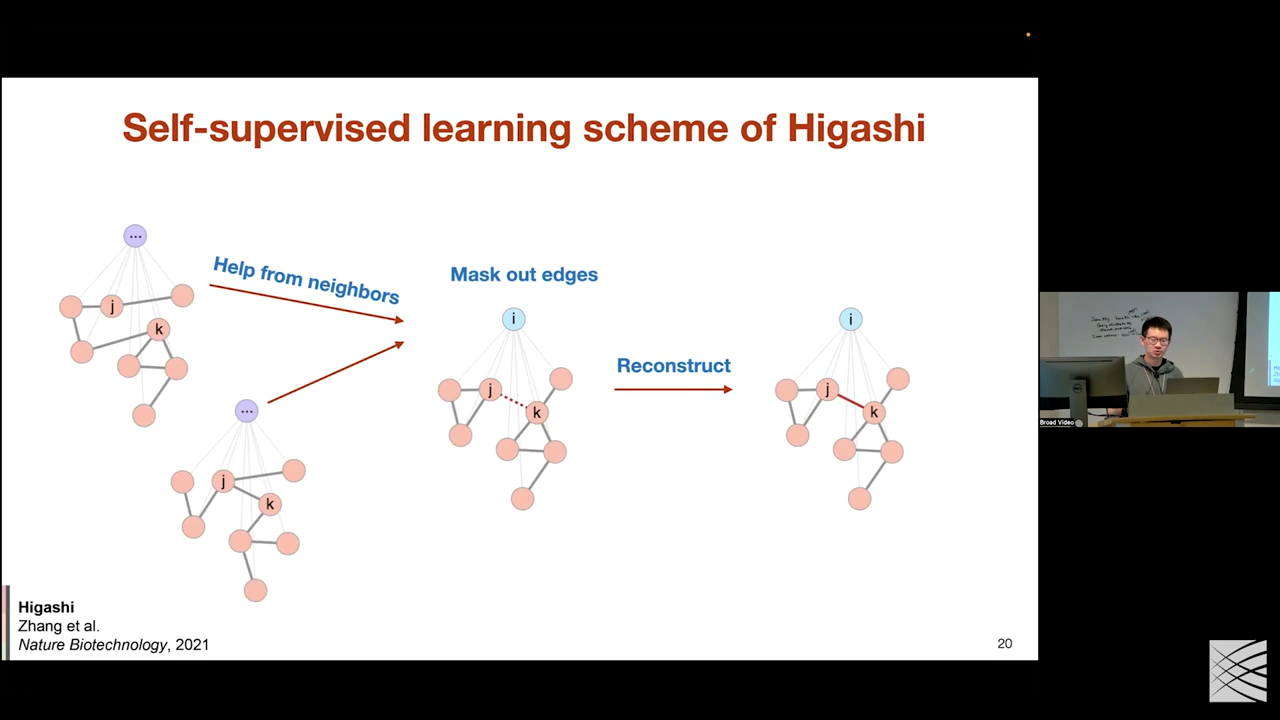 Self-supervised learning scheme of Higashi
...
j
k
Help from neighbors
...
j
k
Mask out edges
i
j
k
Reconstruct
i
j
k
Higashi
Zhang et al.
Nature Biotechnology, 2021
20
Broad Video